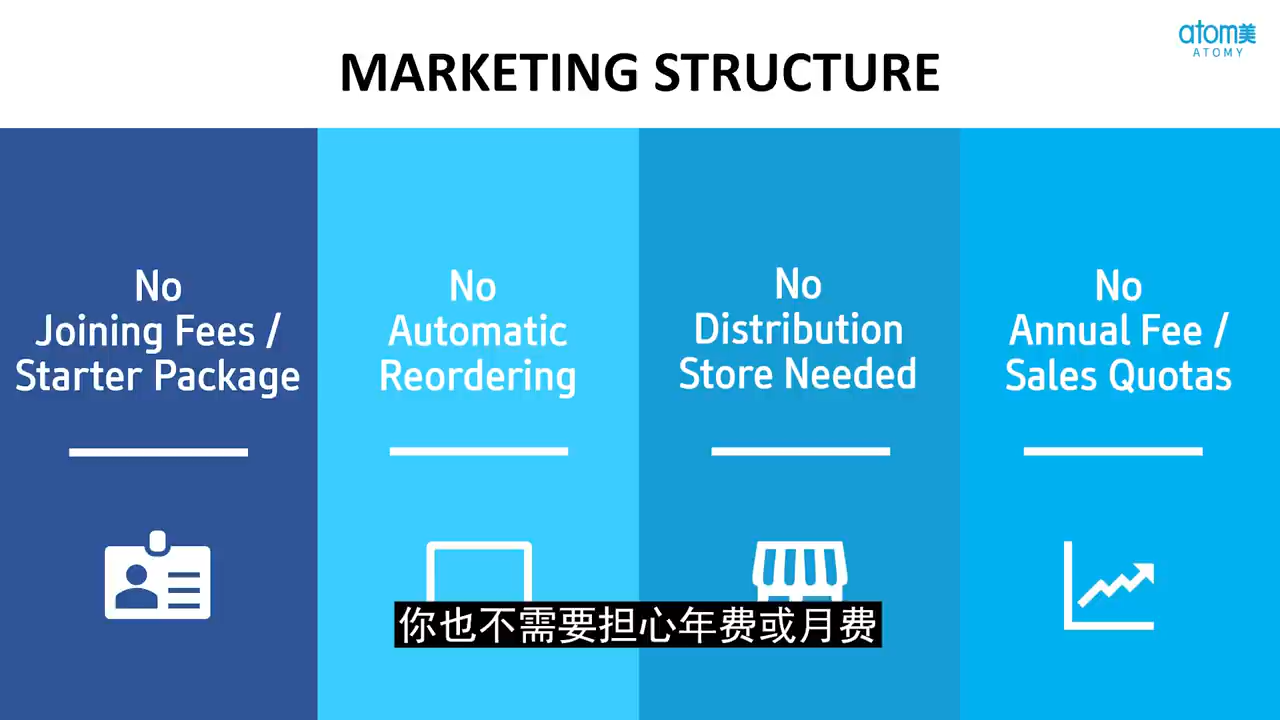 atom美
ATOMY
MARKETING STRUCTURE
No
Joining Fees /
Starter Package
No
Automatic
Reordering
No
Distribution
Store Needed
No
Annual Fee /
Sales Quotas
你也不需要担心年费或月费